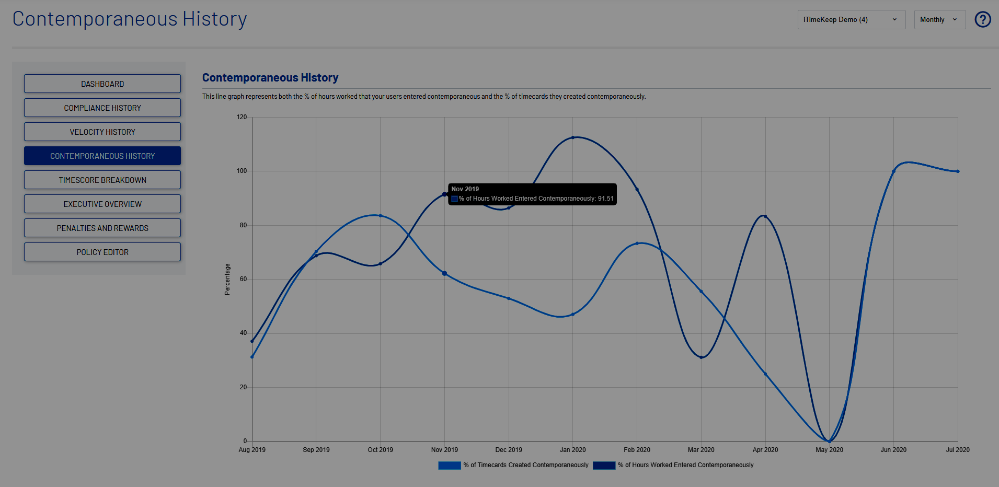 Contemporaneous History
iTimeKeep Demo (4)
Monthly
?
DASHBOARD
COMPLIANCE HISTORY
VELOCITY HISTORY
CONTEMPORANEOUS HISTORY
TIMESCORE BREAKDOWN
EXECUTIVE OVERVIEW
PENALTIES AND REWARDS
POLICY EDITOR
Contemporaneous History
This line graph represents both the % of hours worked that your users entered contemporaneous and the % of timecards they created contemporaneously.
Percentage
120
100
80
60
40
20
0
Nov 2019
% of Hours Worked Entered Contemporaneously: 91.51
Aug 2019 Sep 2019 Oct 2019 Nov 2019 Dec 2019 Jan 2020 Feb 2020 Mar 2020 Apr 2020 May 2020 Jun 2020 Jul 2020
% of Timecards Created Contemporaneously % of Hours Worked Entered Contemporaneously